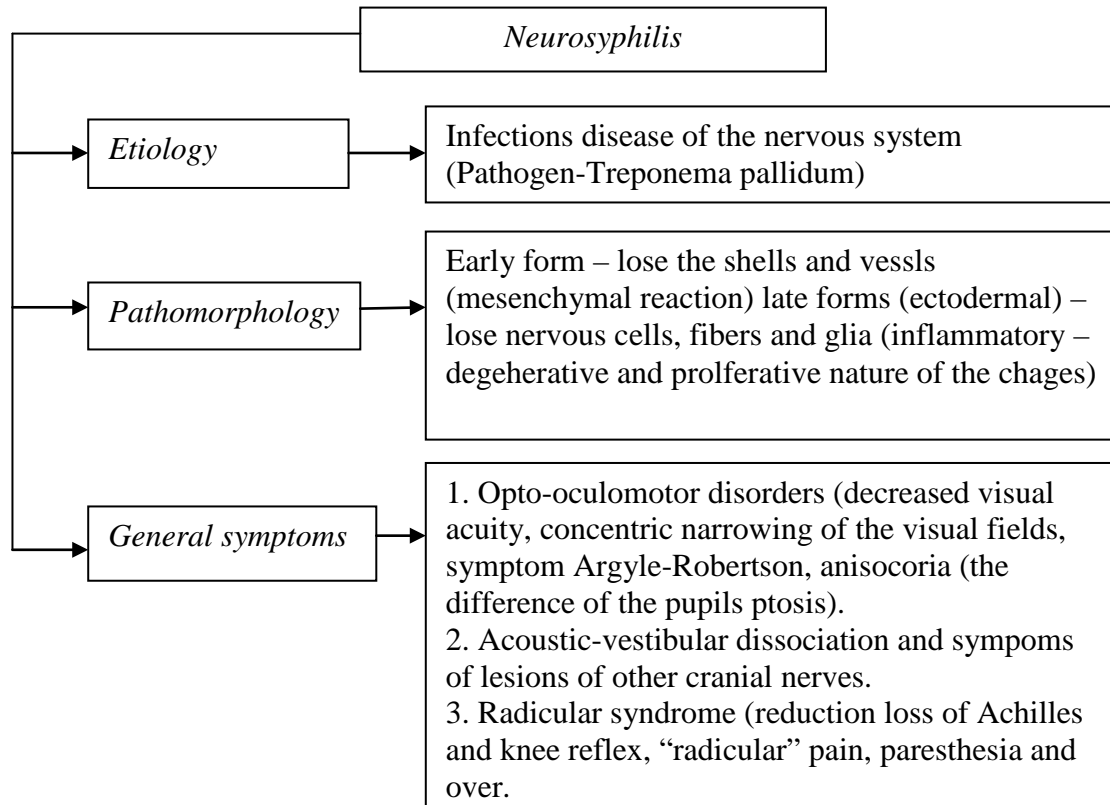 Neurosyphilis
Etiology
Infections disease of the nervous system
(Pathogen-Treponema pallidum)
Pathomorphology
Early form – lose the shells and vessls
(mesenchymal reaction) late forms (ectodermal) –
lose nervous cells, fibers and glia (inflammatory –
degeherative and prolferative nature of the chages)
General symptoms
1. Opto-oculomotor disorders (decreased visual
acuity, concentric narrowing of the visual fields,
symptom Argyle-Robertson, anisocoria (the
difference of the pupils ptosis).
2. Acoustic-vestibular dissociation and sympoms
of lesions of other cranial nerves.
3. Radicular syndrome (reduction loss of Achilles
and knee reflex, “radicular” pain, paresthesia and
over.